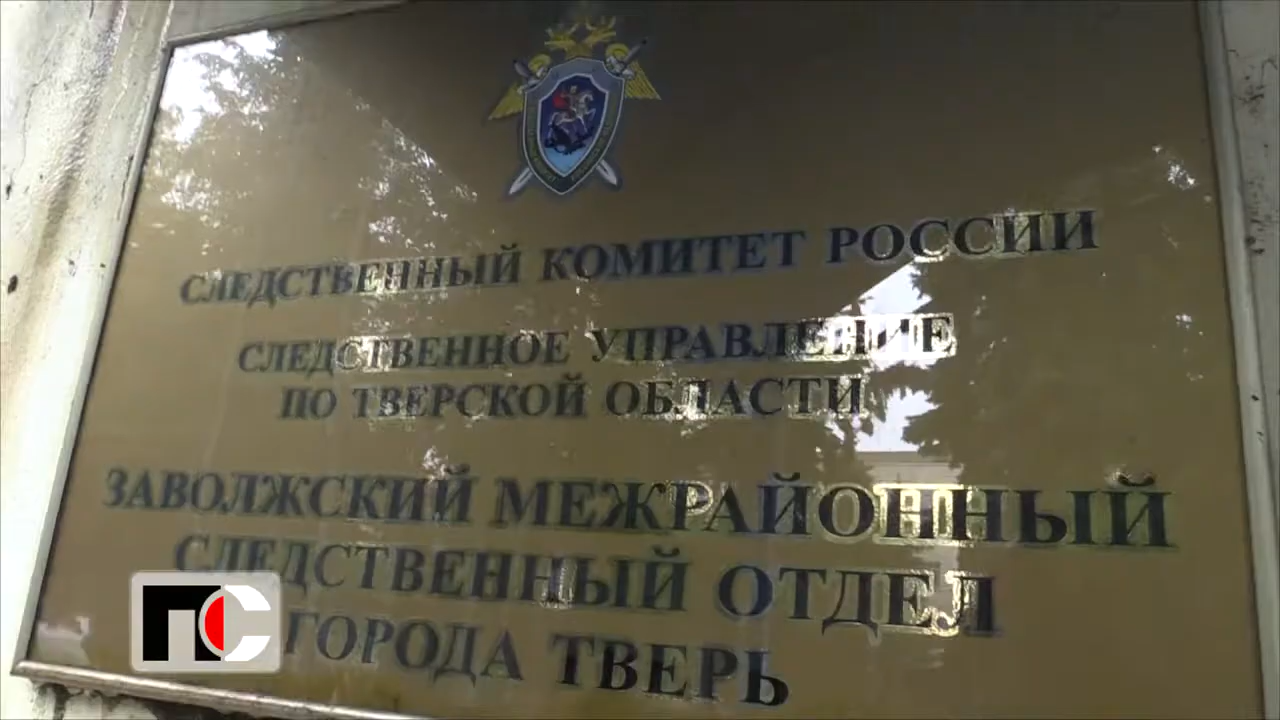 СЛЕДСТВЕННЫЙ КОМИТЕТ РОССИИ
СЛЕДСТВЕННОЕ УПРАВЛЕНИЕ
ПО ТВЕРСКОЙ ОБЛАСТИ
ЗАВОЛЖСКИЙ МЕЖРАЙОННЫЙ
СЛЕДСТВЕННЫЙ ОТДЕЛ
ГОРОДА ТВЕРЬ
ПС